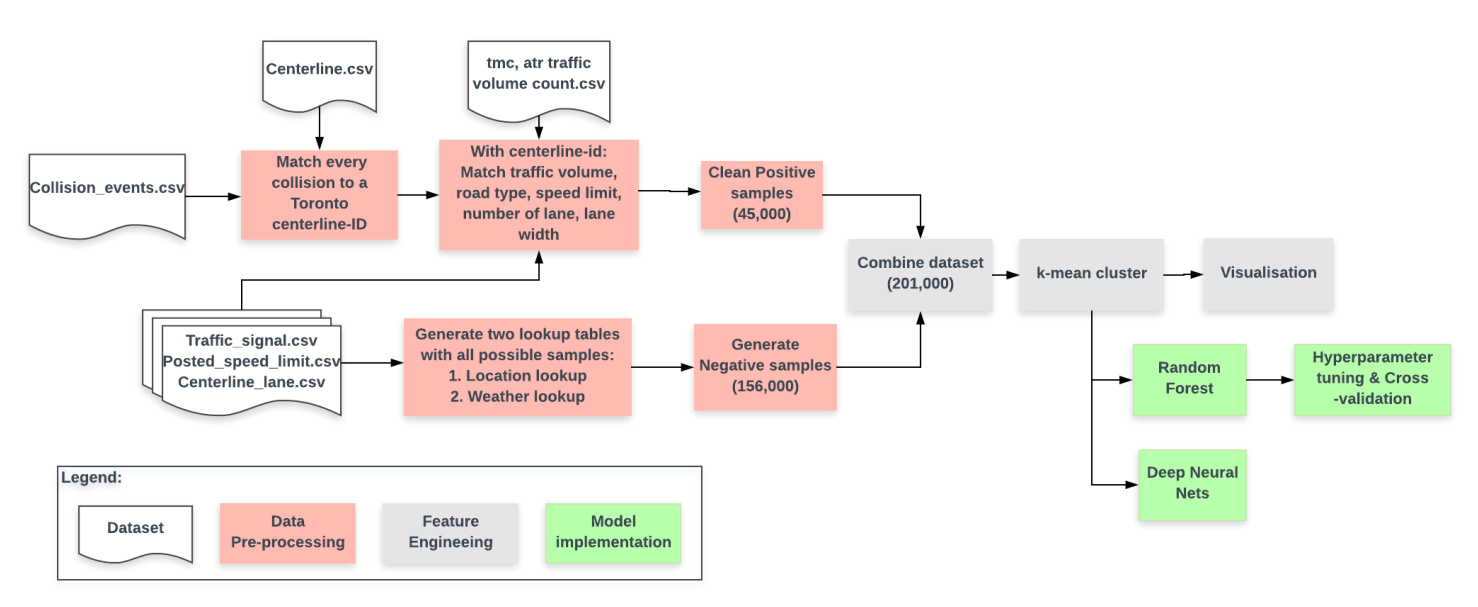 Centerline.csv
tmc, atr traffic
volume count.csv
Collision_events.csv
Match every
collision to a
Toronto
centerline-ID
With centerline-id:
Match traffic volume,
road type, speed limit,
number of lane, lane
width
Clean Positive
samples
(45,000)
Combine dataset
(201,000)
k-mean cluster
Visualisation
Traffic_signal.csv
Posted_speed_limit.csv
Centerline_lane.csv
Generate two lookup tables
with all possible samples:
1. Location lookup
2. Weather lookup
Generate
Negative samples
(156,000)
Random
Forest
Hyperparameter
tuning & Cross
-validation
Deep Neural
Nets
Legend:
Dataset
Data
Pre-processing
Feature
Engineeing
Model
implementation